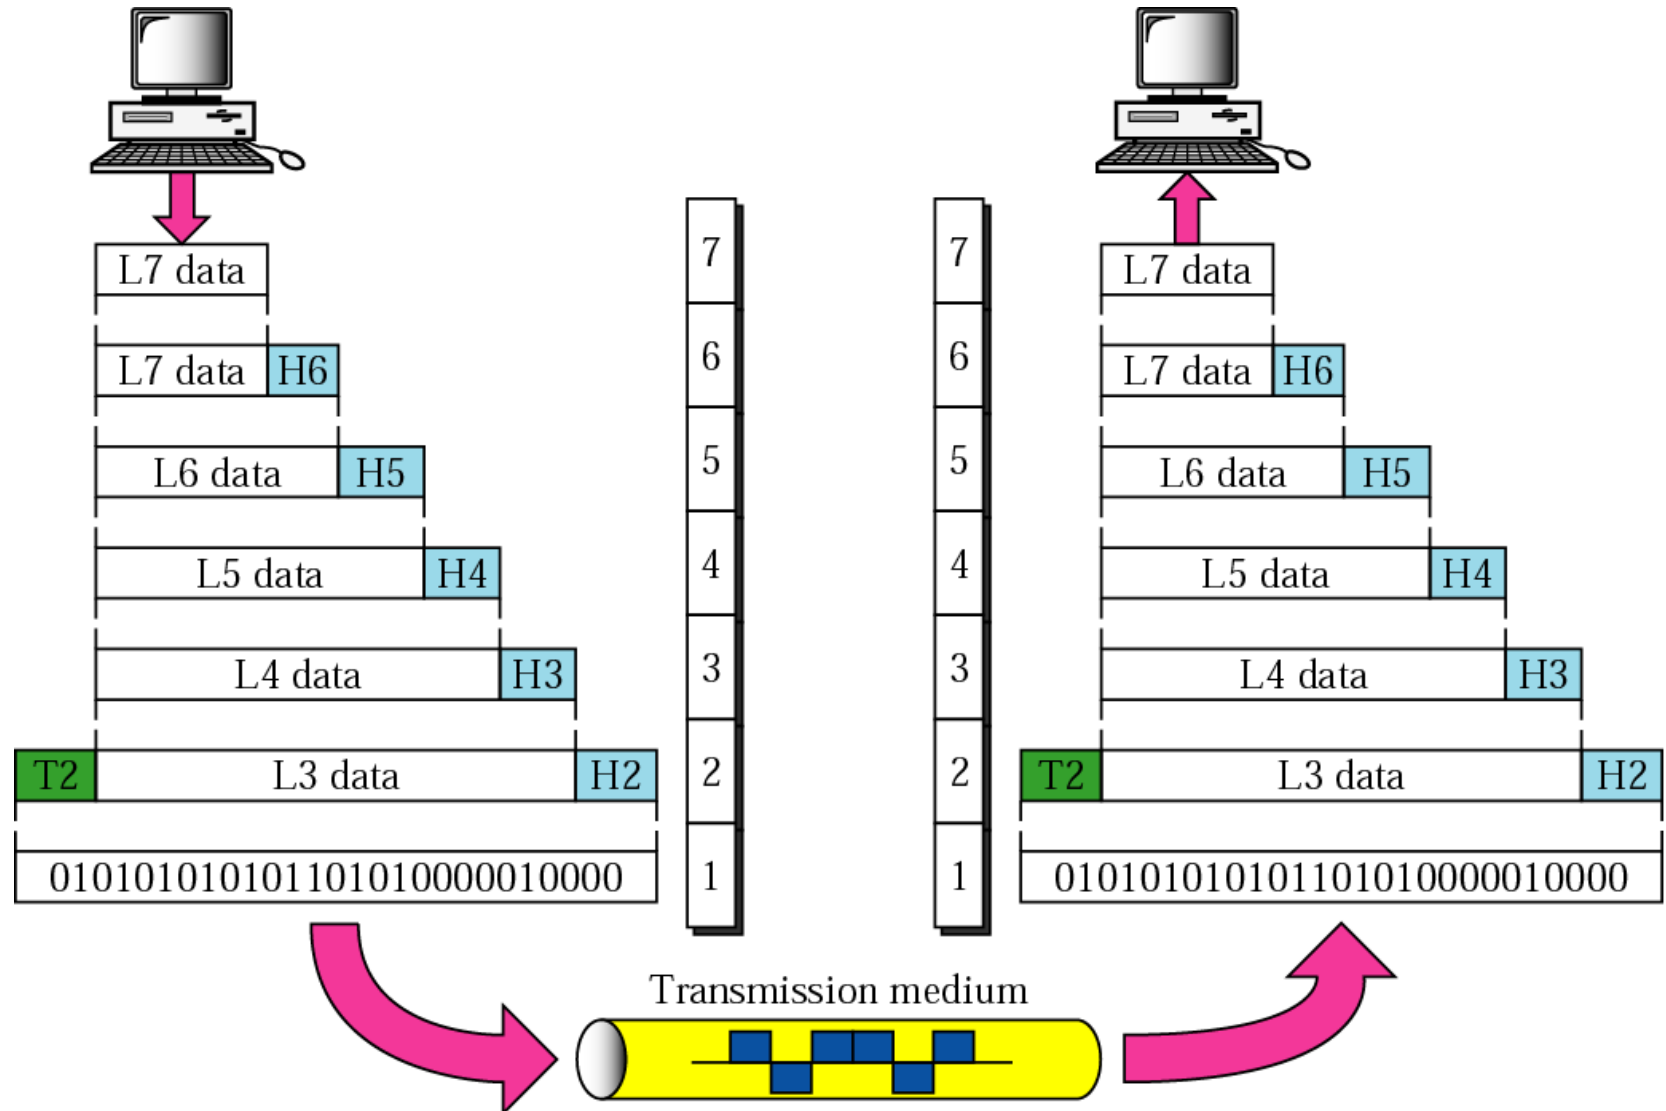 L7 data
L7 data H6
L6 data H5
L5 data H4
L4 data H3
T2 L3 data H2
010101010101101010000010000
7
6
5
4
3
2
1
7
6
5
4
3
2
1
L7 data
L7 data H6
L6 data H5
L5 data H4
L4 data H3
T2 L3 data H2
010101010101101010000010000
Transmission medium